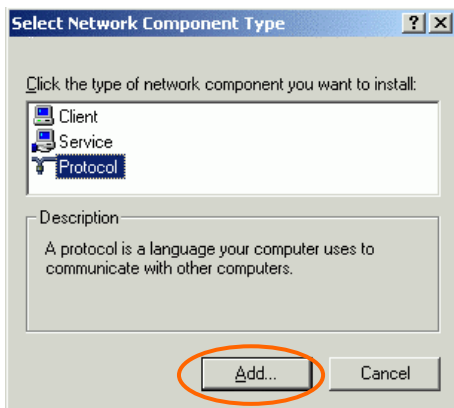 Select Network Component Type
Click the type of network component you want to install:
Client
Service
Protocol
Description
A protocol is a language your computer uses to
communicate with other computers.
Add...
Cancel